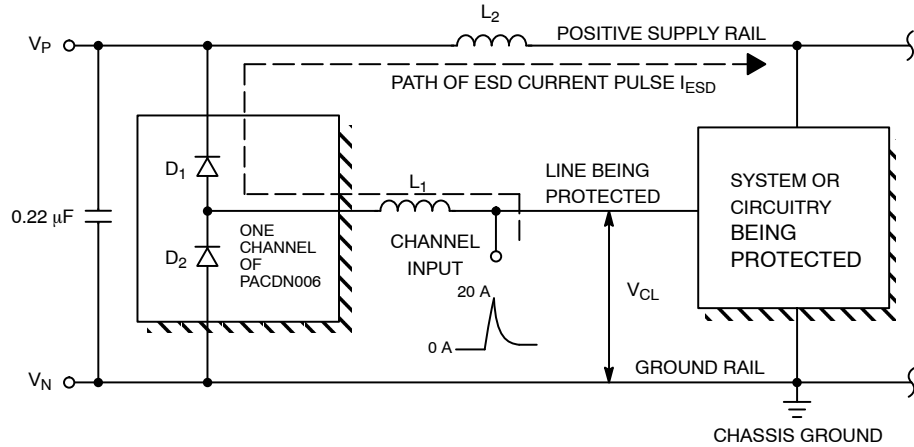 L2
VP
POSITIVE SUPPLY RAIL
PATH OF ESD CURRENT PULSE IESD
D1
L1
LINE BEING
PROTECTED
SYSTEM OR
CIRCUITRY
BEING
PROTECTED
0.22 μF
ONE
CHANNEL
OF
PACDN006
D2
CHANNEL
INPUT
20 A
VCL
0 A
GROUND RAIL
VN
CHASSIS GROUND